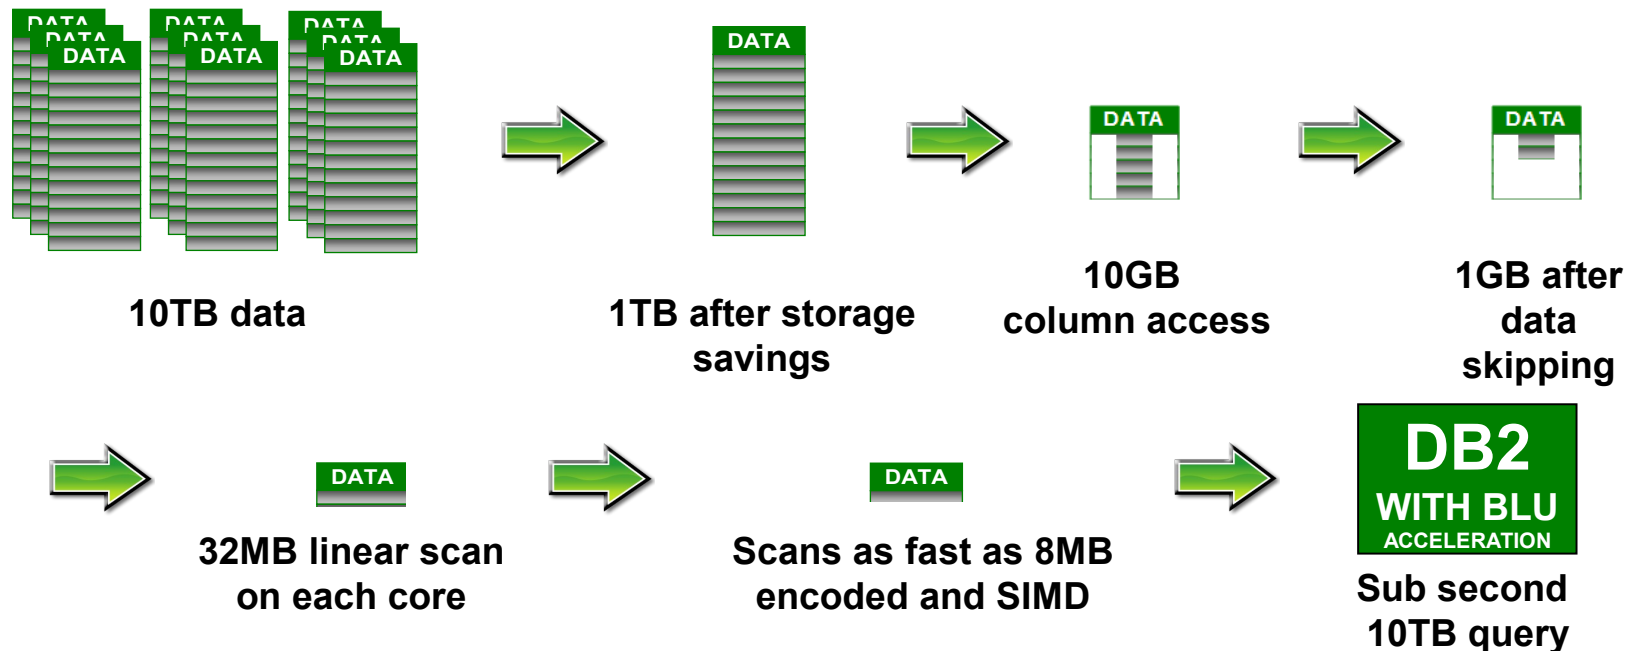 DATA
DATA
DATA
DATA
DATA
DATA
DATA
DATA
DATA
10TB data
DATA
1TB after storage
savings
DATA
10GB
column access
DATA
1GB after
data
skipping
DATA
32MB linear scan
on each core
DATA
Scans as fast as 8MB
encoded and SIMD
DB2
WITH BLU
ACCELERATION
Sub second
10TB query